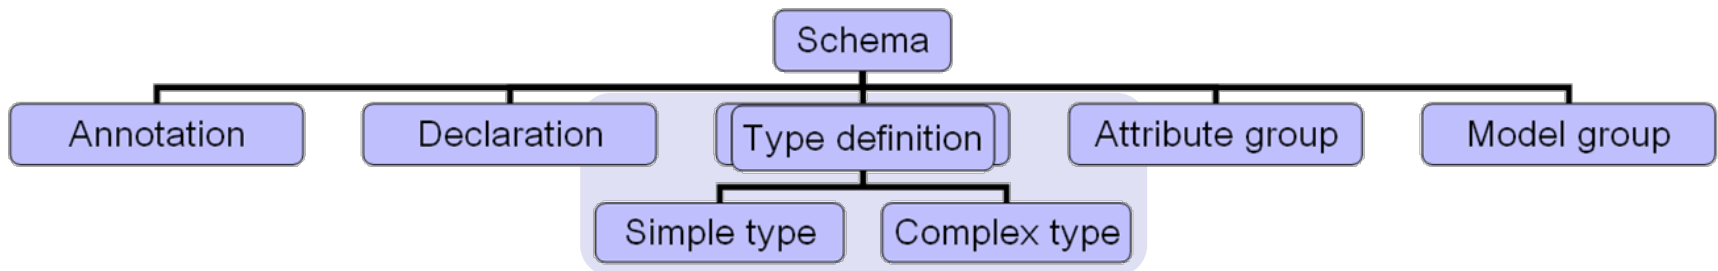 Schema
Annotation
Declaration
Type definition
Attribute group
Model group
Simple type
Complex type